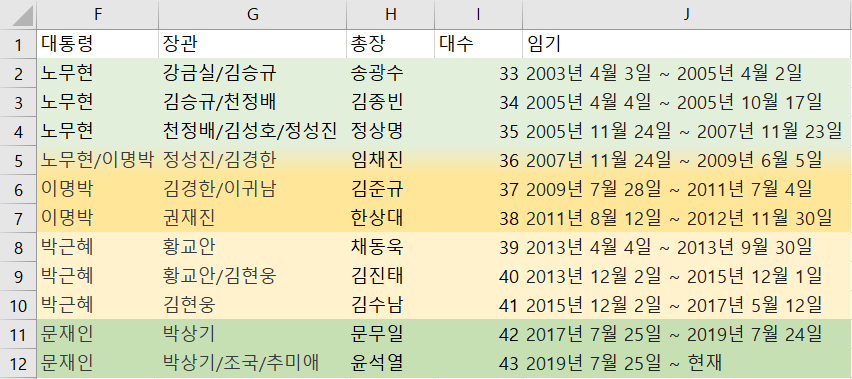 F G H I J
1 대통령 장관 총장 대수 임기
2 노무현 강금실/김승규 송광수 33 2003년 4월 3일 ~ 2005년 4월 2일
3 노무현 김승규/천정배 김종빈 34 2005년 4월 4일 ~ 2005년 10월 17일
4 노무현 천정배/김성호/정성진 정상명 35 2005년 11월 24일 ~ 2007년 11월 23일
5 노무현/이명박 정성진/김경한 임채진 36 2007년 11월 24일 ~ 2009년 6월 5일
6 이명박 김경한/이귀남 김준규 37 2009년 7월 28일 ~ 2011년 7월 4일
7 이명박 권재진 한상대 38 2011년 8월 12일 ~ 2012년 11월 30일
8 박근혜 황교안 채동욱 39 2013년 4월 4일 ~ 2013년 9월 30일
9 박근혜 황교안/김현웅 김진태 40 2013년 12월 2일 ~ 2015년 12월 1일
10 박근혜 김현웅 김수남 41 2015년 12월 2일 ~ 2017년 5월 12일
11 문재인 박상기 문무일 42 2017년 7월 25일 ~ 2019년 7월 24일
12 문재인 박상기/조국/추미애 윤석열 43 2019년 7월 25일 ~ 현재